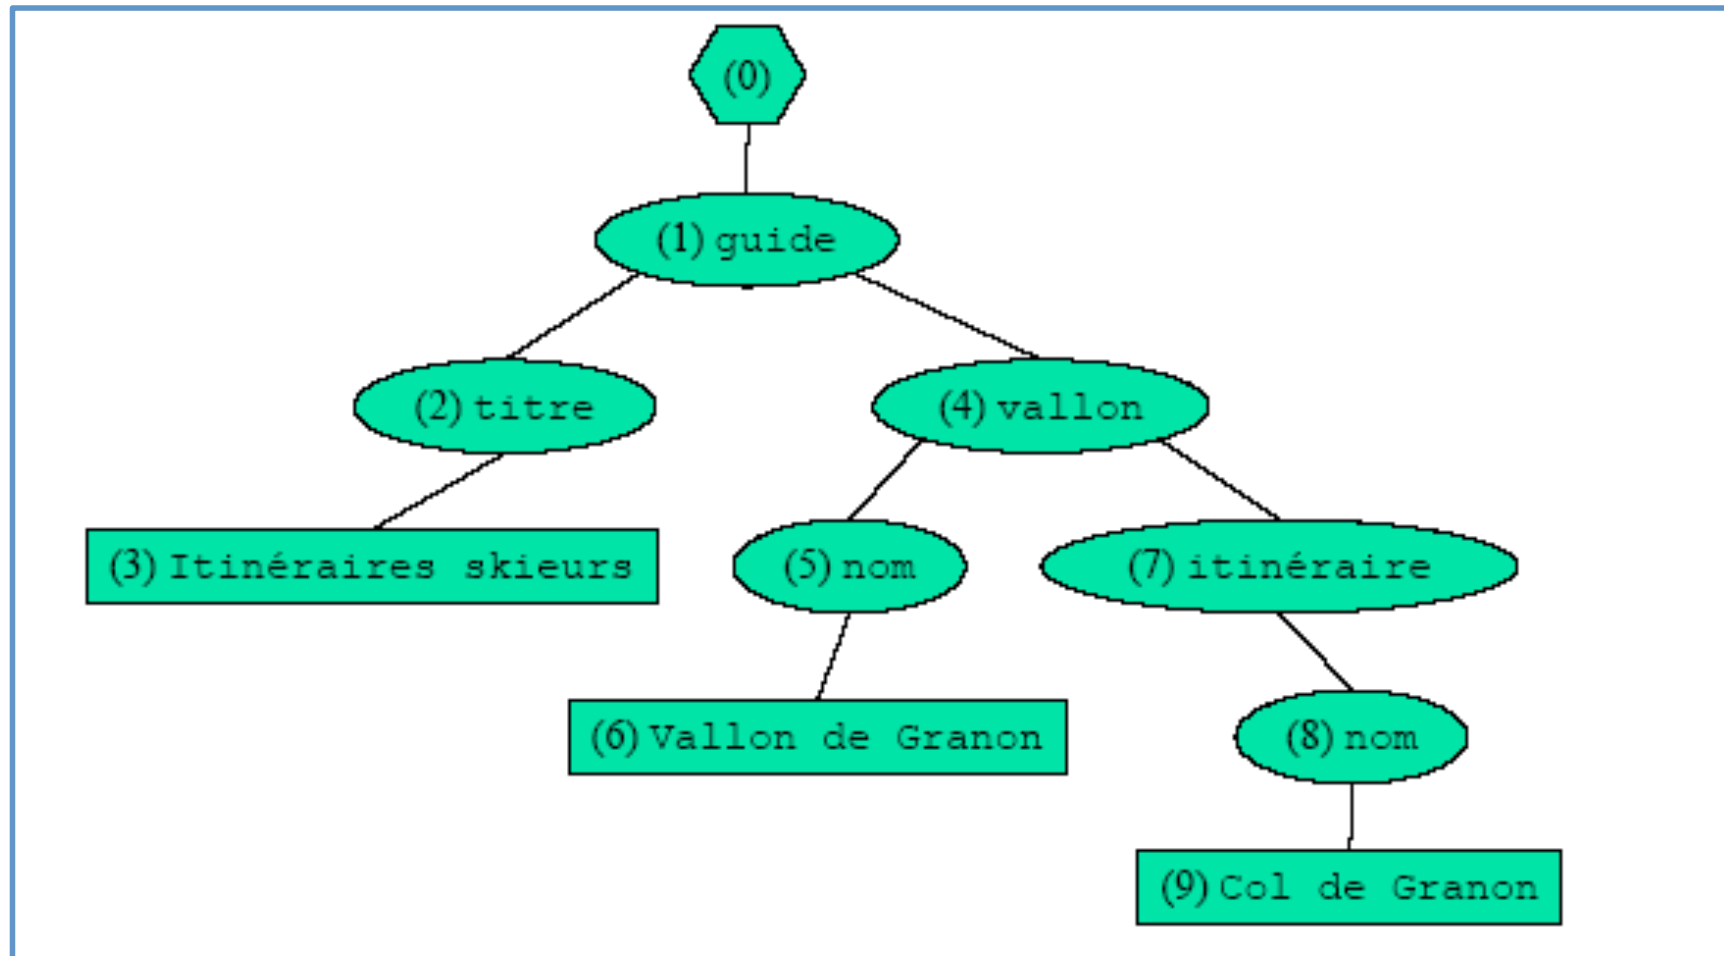 (0)
(1) guide
(2) titre
(4) vallon
(3) Itinéraires skieurs
(5) nom
(7) itinéraire
(6) Vallon de Granon
(8) nom
(9) Col de Granon